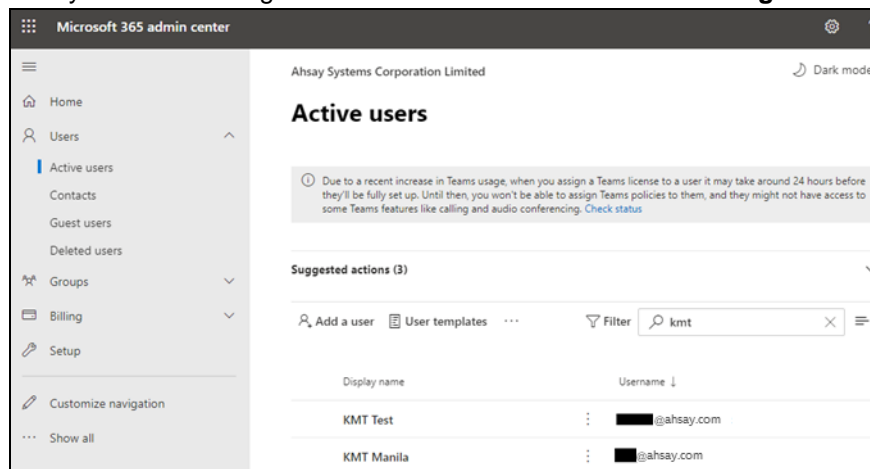 Microsoft 365 admin center
Ahsay Systems Corporation Limited
Dark mode
Home
Active users
Users
Active users
Contacts
Guest users
Deleted users
Groups
Billing
Setup
Customize navigation
Show all
Due to a recent increase in Teams usage, when you assign a Teams license to a user it may take around 24 hours before
they'll be fully set up. Until then, you won't be able to assign Teams policies to them, and they might not have access to
some Teams features like calling and audio conferencing. Check status
Suggested actions (3)
Add a user User templates ... Filter kmt
Display name Username ↓
KMT Test @ahsay.com
KMT Manila @ahsay.com